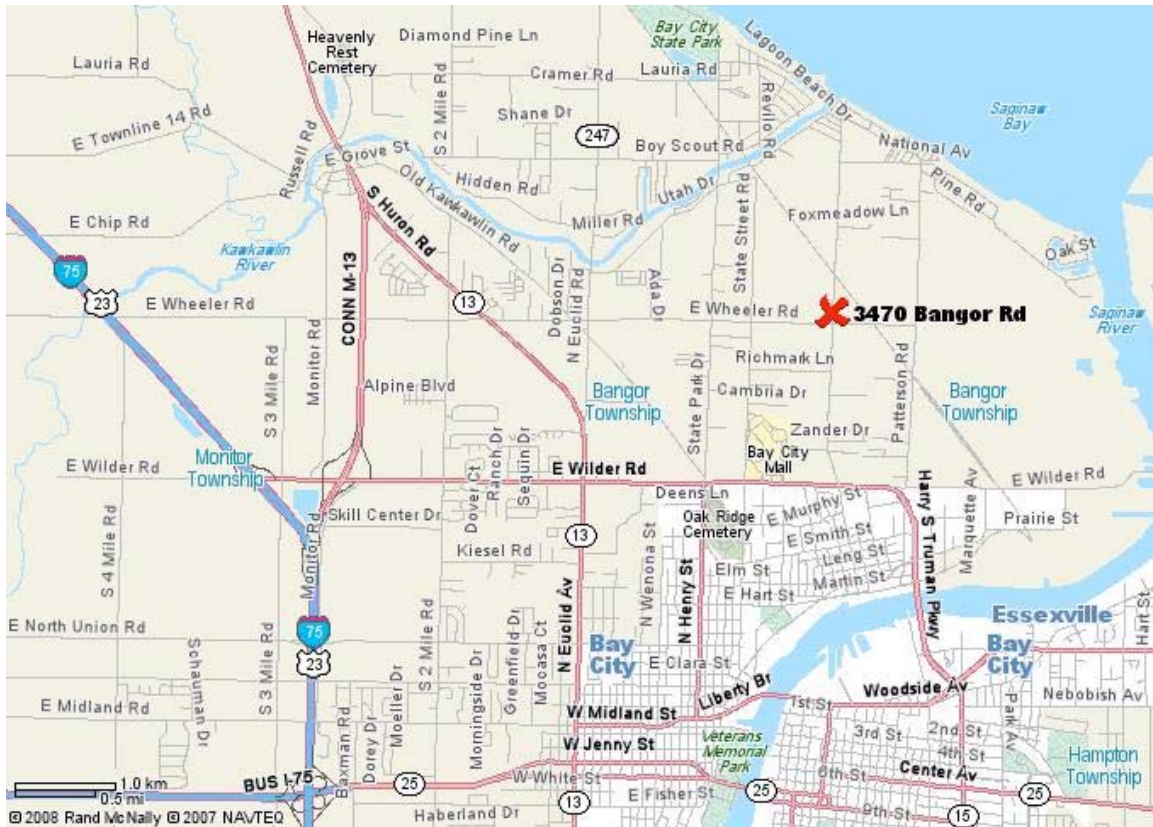 Heavenly
Rest
Cemetery
Diamond Pine Ln
Bay City
State Park
Lagoon Beach Dr
Lauria Rd
Cramer Rd
Lauria Rd
Saginaw
Bay
E Townline 14 Rd
Russell Rd
S 2 Mile Rd
Shane Dr
247
Revilo Rd
E Grove St
Boy Scout Rd
National Av
Hidden Rd
Utah Dr
Pine Rd
Old Kawkawlin Rd
S Huron Rd
Miller Rd
State Street Rd
Foxmeadow Ln
E Chip Rd
Oak St
Kawkawlin
River
75
23
E Wheeler Rd
CONN M-13
13
Dobson Dr
N Euclid Rd
Ada Dr
E Wheeler Rd
3470 Bangor Rd
Saginaw
River
S 3 Mile Rd
Monitor Rd
Richmark Ln
Alpine Blvd
Bangor
Township
State Park Dr
Cambria Dr
Patterson Rd
Bangor
Township
Zander Dr
Monitor
Township
E Wilder Rd
Dover Ct
Ranch Dr
Sequin Dr
E Wilder Rd
Bay City
Mall
E Wilder Rd
Deens Ln
Skill Center Dr
Oak Ridge
Cemetery
E Murphy St
Harry S Truman Pkwy
Marquette Av
Prairie St
S 4 Mile Rd
Monitor Rd
13
E Smith St
Kiesel Rd
Leng St
N Wenona St
N Henry St
Elm St
Martin St
E Hart St
N Euclid Av
Essexville
Hart St
E North Union Rd
75
23
S 3 Mile Rd
S 2 Mile Rd
Schauman Dr
Greenfield Dr
Mocasa Ct
Bay
City
Bay
City
E Clara St
Liberty Br
Woodside Av
Nebobish Av
E Midland Rd
Moeller Dr
Morningside Dr
W Midland St
1st St
Park Av
Baxman Rd
Dorey Dr
W Jenny St
Veterans
Memorial
Park
2nd St
3rd St
4th St
Hampton
Township
1.0 km
0.5 mi
BUS I-75
25
W White St
6th St
Center Av
E Fisher St
25
25
© 2008 Rand McNally © 2007 NAVTEQ
Haberland Dr
13
9th St
15